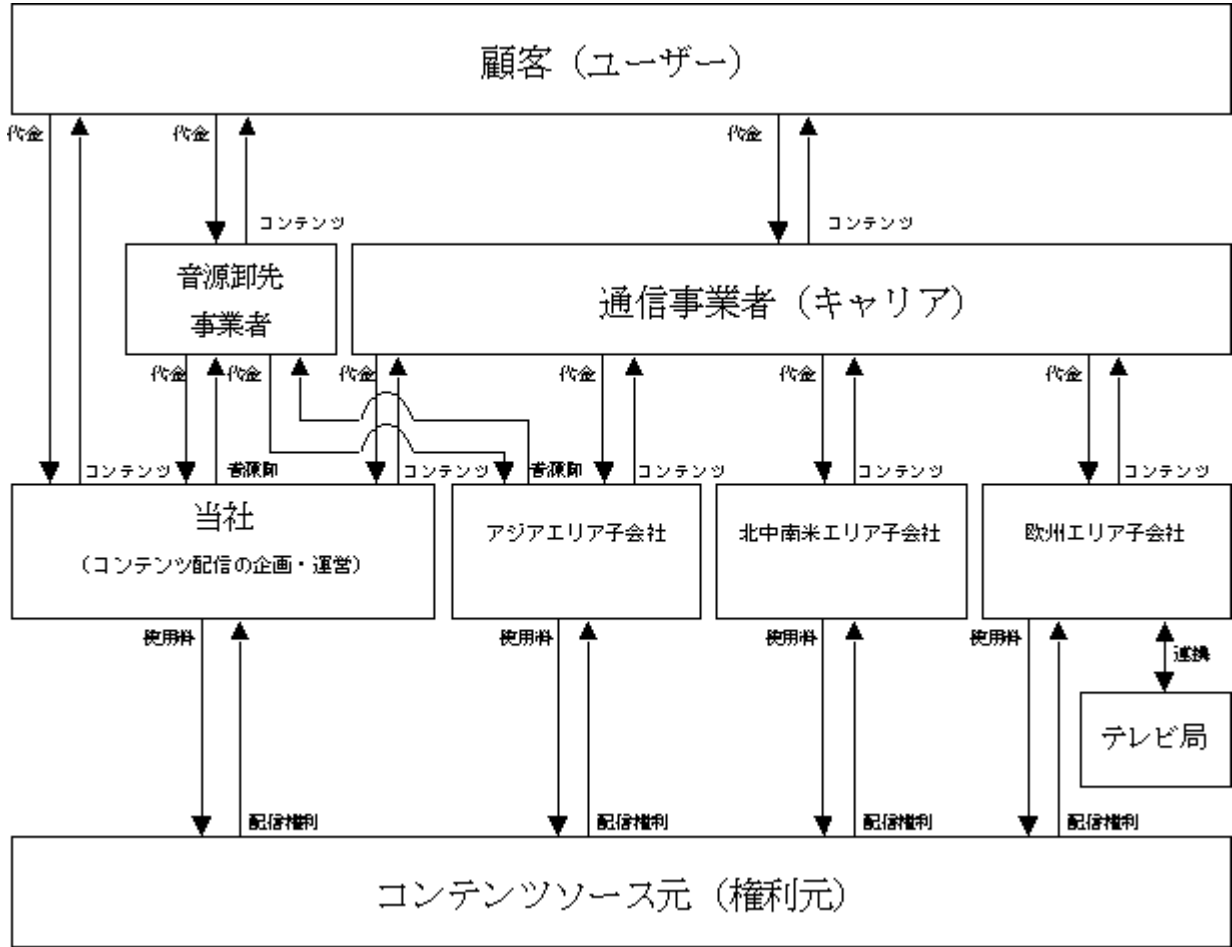 顧客（ユーザー）
代金
代金
代金
コンテンツ
コンテンツ
音源卸先
事業者
通信事業者（キャリア）
代金
代金
代金
代金
代金
代金
コンテンツ
音源卸
コンテンツ
音源卸
コンテンツ
コンテンツ
コンテンツ
当社
（コンテンツ配信の企画・運営）
アジアエリア子会社
北中南米エリア子会社
欧州エリア子会社
使用料
使用料
使用料
使用料
連携
テレビ局
配信権利
配信権利
配信権利
配信権利
コンテンツソース元（権利元）